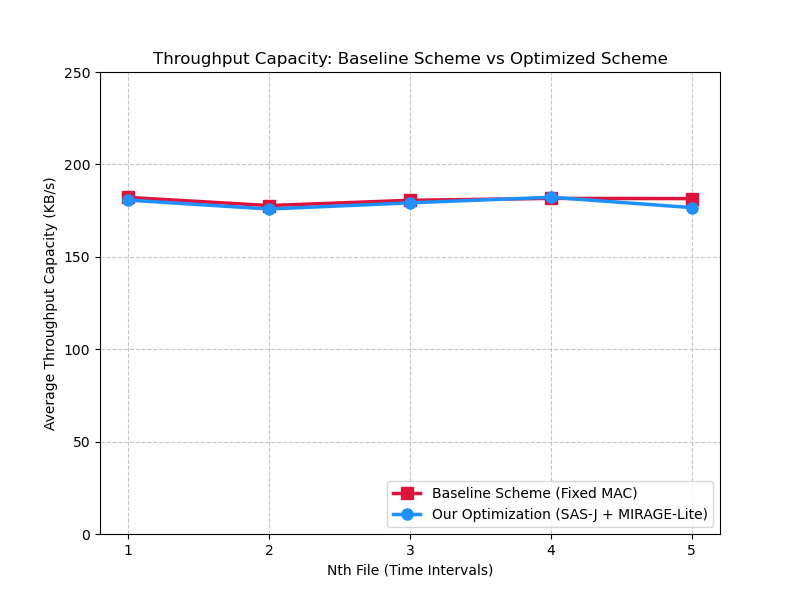 Throughput Capacity: Baseline Scheme vs Optimized Scheme
Average Throughput Capacity (KB/s)
250
200
150
100
50
0
Baseline Scheme (Fixed MAC)
Our Optimization (SAS-J + MIRAGE-Lite)
1 2 3 4 5
Nth File (Time Intervals)